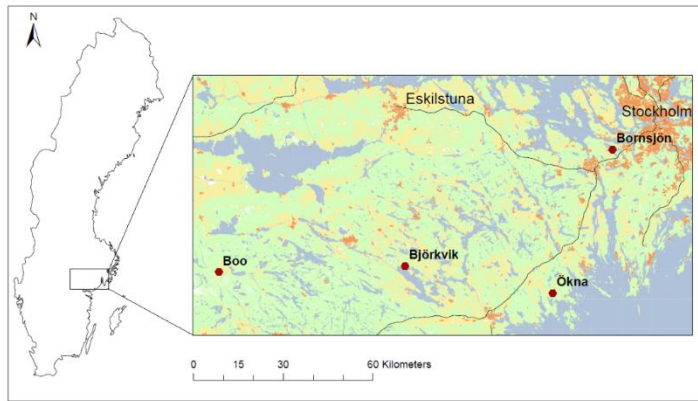 N
Eskilstuna
Stockholm
Bornsjön
Boo
Björkvik
Ökna
0 15 30 60 Kilometers